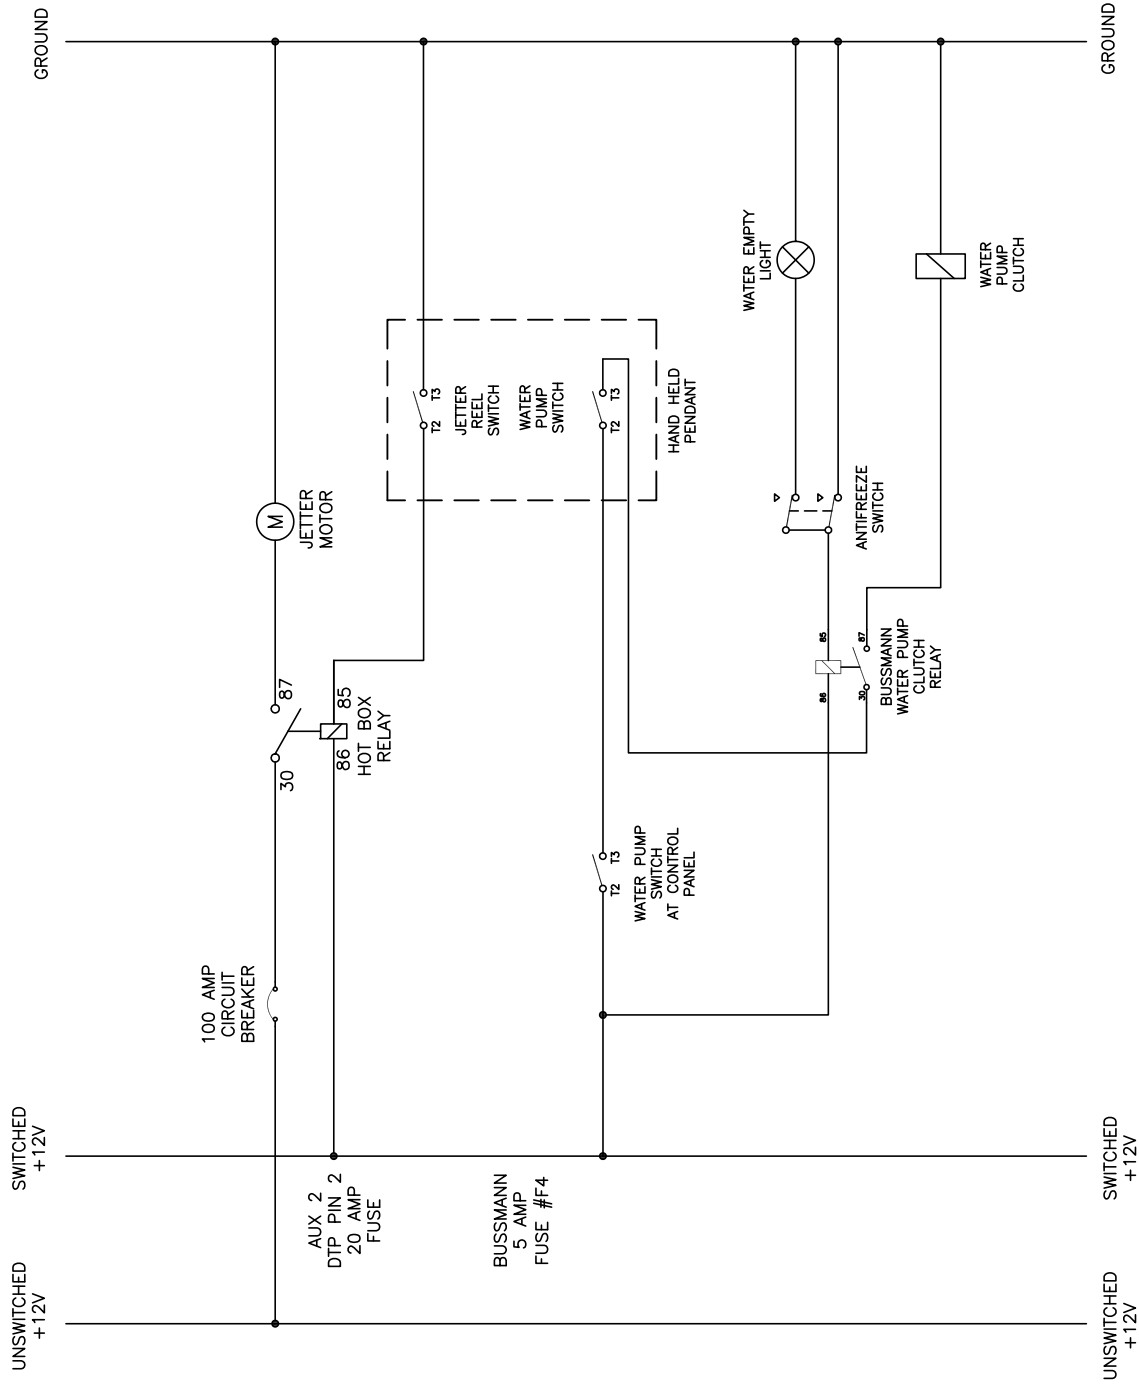 UNSWITCHED
+12V
SWITCHED
+12V
GROUND
100 AMP
CIRCUIT
BREAKER
30
87
M
JETTER
MOTOR
AUX 2
DTP PIN 2
20 AMP
FUSE
86
85
HOT BOX
RELAY
T2
T3
JETTER
REEL
SWITCH
WATER
PUMP
SWITCH
BUSSMANN
5 AMP
FUSE #F4
T2
T3
WATER PUMP
SWITCH
AT CONTROL
PANEL
T2
T3
HAND HELD
PENDANT
WATER EMPTY
LIGHT
86
85
ANTIFREEZE
SWITCH
30
87
BUSSMANN
WATER PUMP
CLUTCH
RELAY
WATER
PUMP
CLUTCH
UNSWITCHED
+12V
SWITCHED
+12V
GROUND